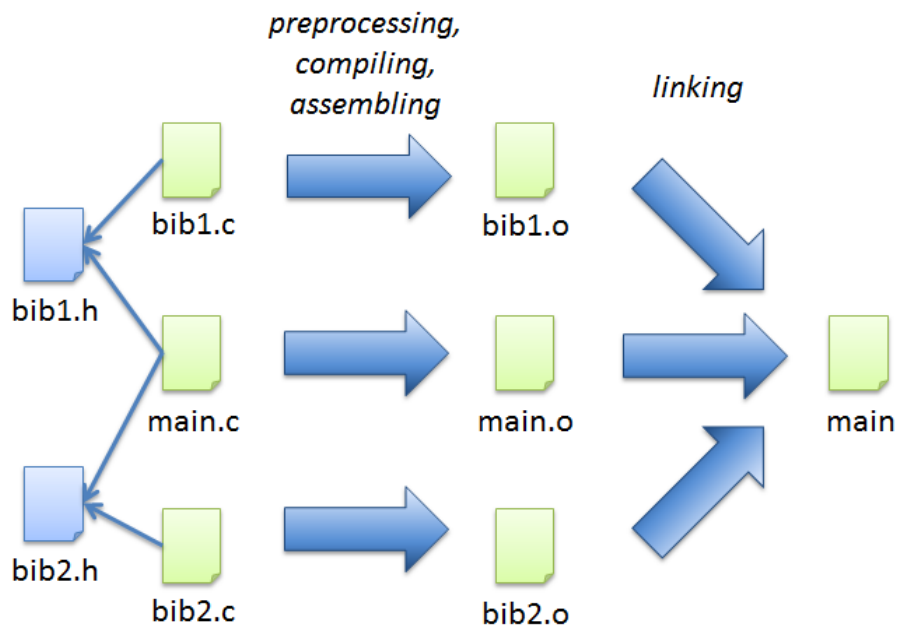 preprocessing,
compiling,
assembling
linking
bib1.c
bib1.o
bib1.h
main.c
main.o
main
bib2.h
bib2.c
bib2.o